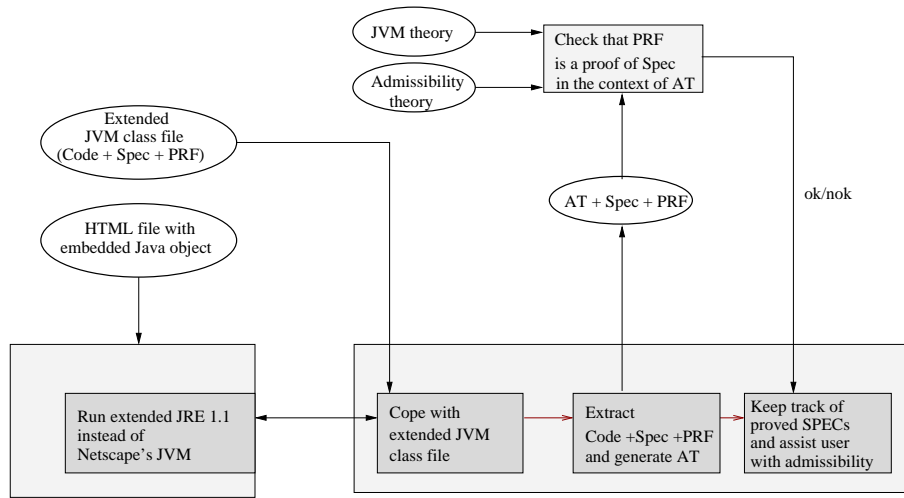 JVM theory
Admissibility
theory
Check that PRF
is a proof of Spec
in the context of AT
Extended
JVM class file
(Code + Spec + PRF)
AT + Spec + PRF
ok/nok
HTML file with
embedded Java object
Run extended JRE 1.1
instead of
Netscape's JVM
Cope with
extended JVM
class file
Extract
Code +Spec +PRF
and generate AT
Keep track of
proved SPECs
and assist user
with admissibility